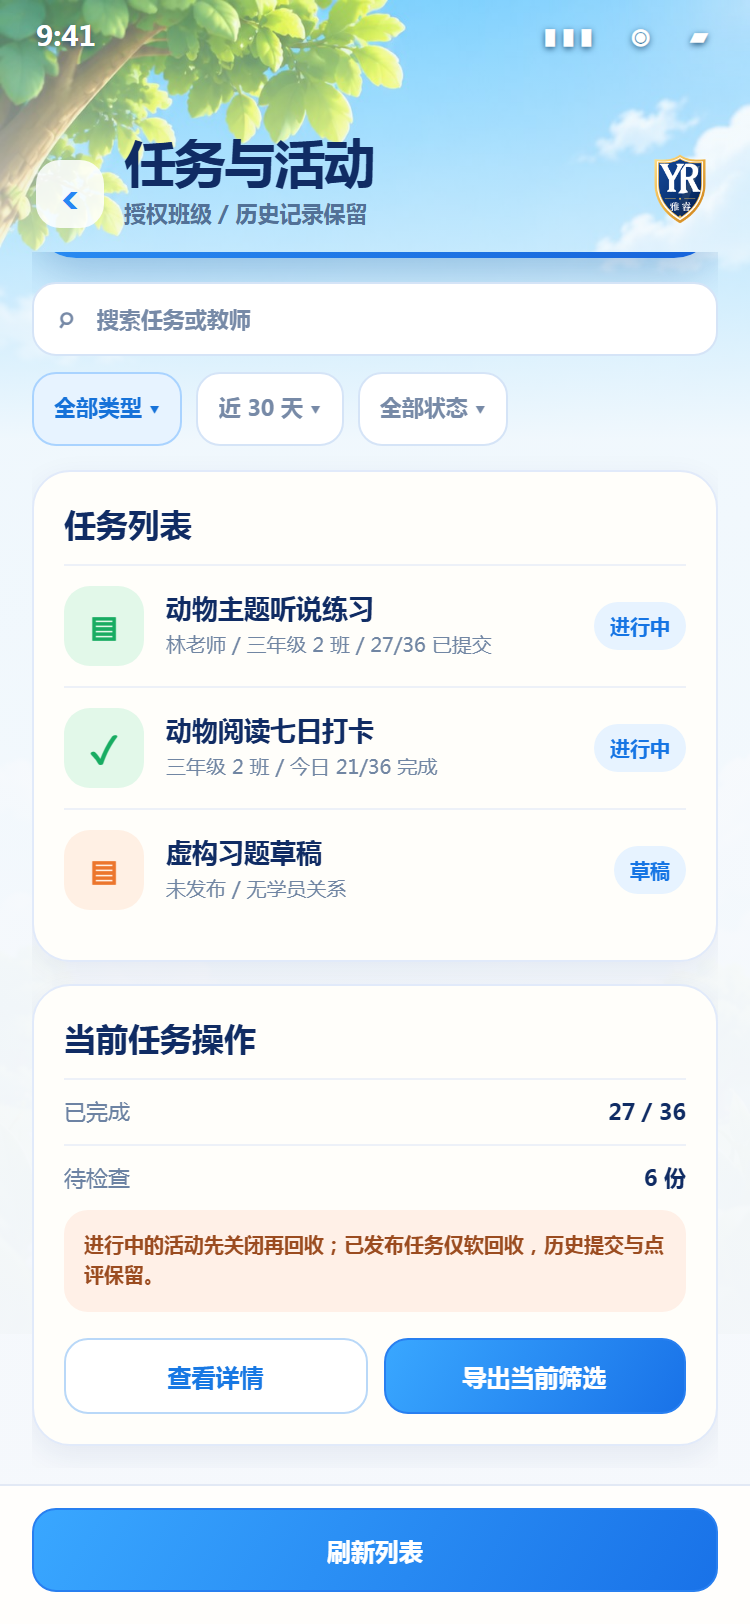 9:41
任务与活动
授权班级 / 历史记录保留
YR
雅睿
搜索任务或教师
全部类型 ▾
近 30 天 ▾
全部状态 ▾
任务列表
动物主题听说练习
林老师 / 三年级 2 班 / 27/36 已提交
进行中
动物阅读七日打卡
三年级 2 班 / 今日 21/36 完成
进行中
虚构习题草稿
未发布 / 无学员关系
草稿
当前任务操作
已完成
27 / 36
待检查
6 份
进行中的活动先关闭再回收；已发布任务仅软回收，历史提交与点
评保留。
查看详情
导出当前筛选
刷新列表